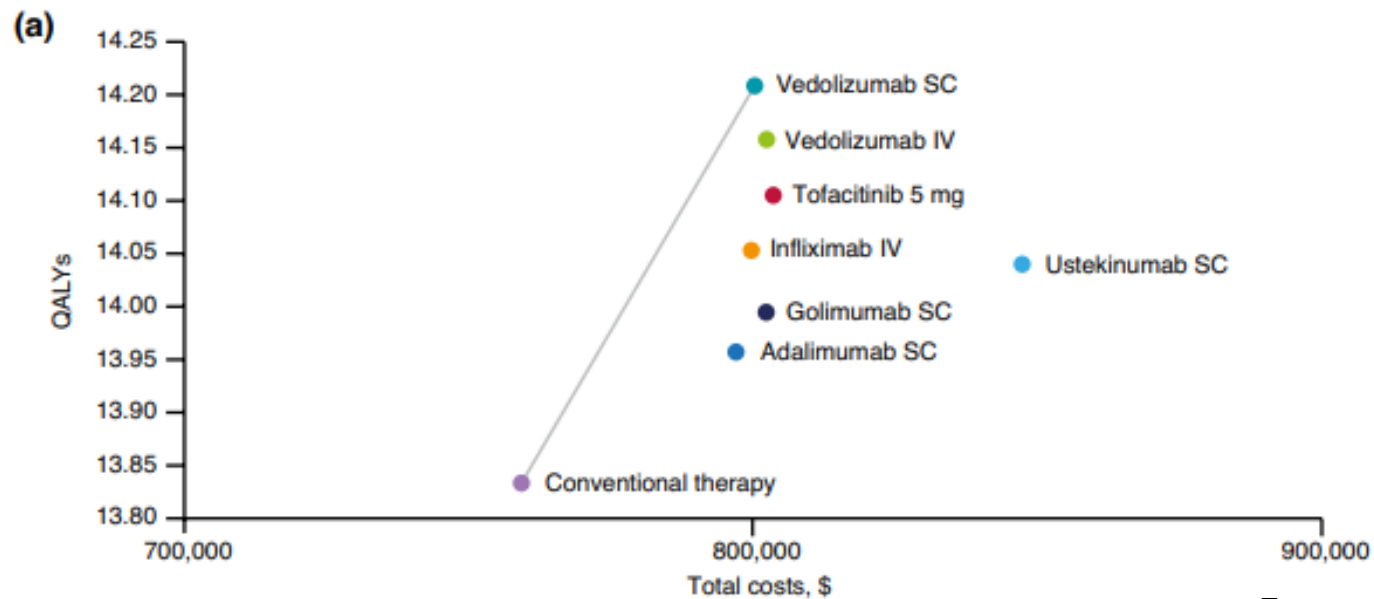 (a)
14.25
14.20
14.15
14.10
14.05
14.00
13.95
13.90
13.85
13.80
QALYs
Vedolizumab SC
Vedolizumab IV
Tofacitinib 5 mg
Infliximab IV
Ustekinumab SC
Golimumab SC
Adalimumab SC
Conventional therapy
700,000 800,000 900,000
Total costs, $